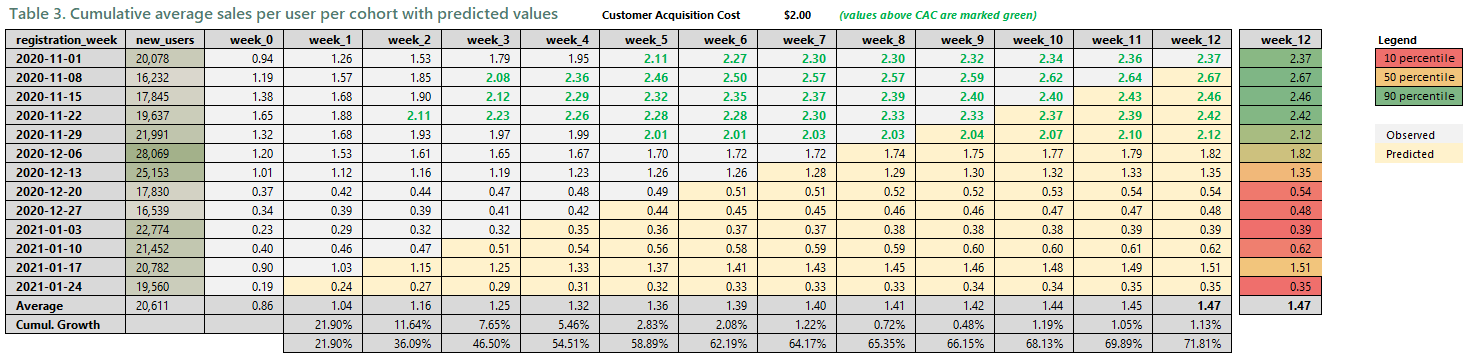 Table 3. Cumulative average sales per user per cohort with predicted values Customer Acquisition Cost $2.00 (values above CAC are marked green)
registration_week new_users week_0 week_1 week_2 week_3 week_4 week_5 week_6 week_7 week_8 week_9 week_10 week_11 week_12 week_12 Legend
2020-11-01 20,078 0.94 1.26 1.53 1.79 1.95 2.11 2.27 2.30 2.30 2.32 2.34 2.36 2.37 2.37 10 percentile
2020-11-08 16,232 1.19 1.57 1.85 2.08 2.36 2.46 2.50 2.57 2.57 2.59 2.62 2.64 2.67 2.67 50 percentile
2020-11-15 17,845 1.38 1.68 1.90 2.12 2.29 2.32 2.35 2.37 2.39 2.40 2.40 2.43 2.46 2.46 90 percentile
2020-11-22 19,637 1.65 1.88 2.11 2.23 2.26 2.28 2.28 2.30 2.33 2.33 2.37 2.39 2.42 2.42
2020-11-29 21,991 1.32 1.68 1.93 1.97 1.99 2.01 2.01 2.03 2.03 2.04 2.07 2.10 2.12 2.12 Observed
2020-12-06 28,069 1.20 1.53 1.61 1.65 1.67 1.70 1.72 1.72 1.74 1.75 1.77 1.79 1.82 1.82 Predicted
2020-12-13 25,153 1.01 1.12 1.16 1.19 1.23 1.26 1.26 1.28 1.29 1.30 1.32 1.33 1.35 1.35
2020-12-20 17,830 0.37 0.42 0.44 0.47 0.48 0.49 0.51 0.51 0.52 0.52 0.53 0.54 0.54 0.54
2020-12-27 16,539 0.34 0.39 0.39 0.41 0.42 0.44 0.45 0.45 0.46 0.46 0.47 0.47 0.48 0.48
2021-01-03 22,774 0.23 0.29 0.32 0.32 0.35 0.36 0.37 0.37 0.38 0.38 0.38 0.39 0.39 0.39
2021-01-10 21,452 0.40 0.46 0.47 0.51 0.54 0.56 0.58 0.59 0.59 0.60 0.60 0.61 0.62 0.62
2021-01-17 20,782 0.90 1.03 1.15 1.25 1.33 1.37 1.41 1.43 1.45 1.46 1.48 1.49 1.51 1.51
2021-01-24 19,560 0.19 0.24 0.27 0.29 0.31 0.32 0.33 0.33 0.33 0.34 0.34 0.35 0.35 0.35
Average 20,611 0.86 1.04 1.16 1.25 1.32 1.36 1.39 1.40 1.41 1.42 1.44 1.45 1.47 1.47
Cumul. Growth 21.90% 11.64% 7.65% 5.46% 2.83% 2.08% 1.22% 0.72% 0.48% 1.19% 1.05% 1.13%
21.90% 36.09% 46.50% 54.51% 58.89% 62.19% 64.17% 65.35% 66.15% 68.13% 69.89% 71.81%